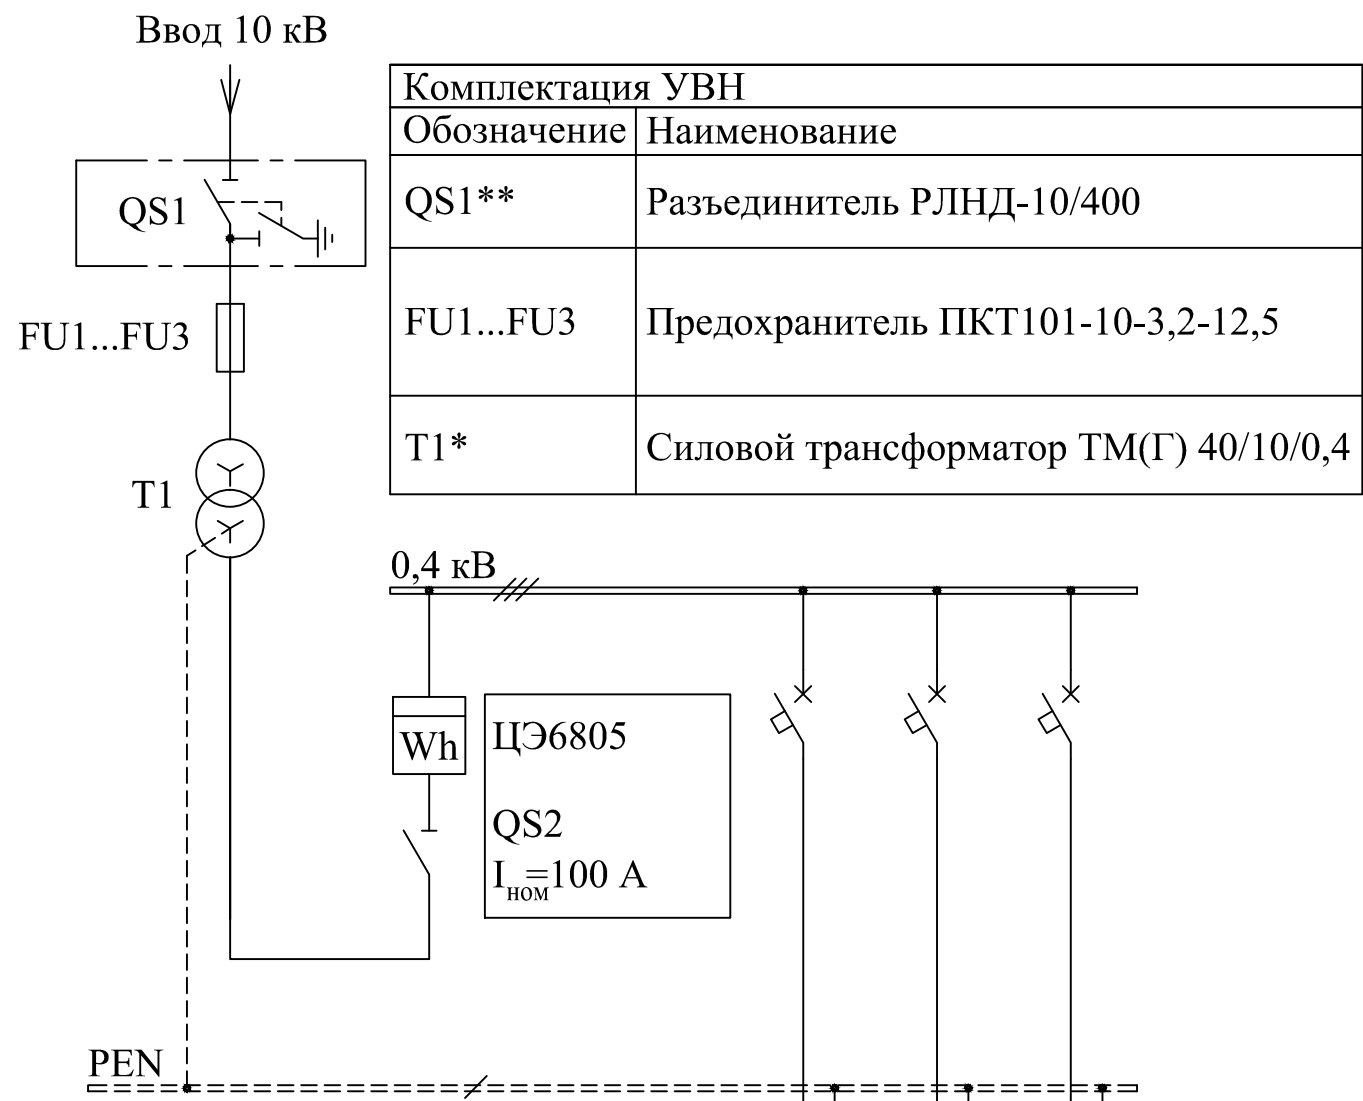 Ввод 10 кВ
Комплектация УВН
Обозначение Наименование
QS1** Разъединитель РЛНД-10/400
FU1...FU3 Предохранитель ПКТ101-10-3,2-12,5
T1* Силовой трансформатор ТМ(Г) 40/10/0,4
QS1
FU1...FU3
T1
0,4 кВ
Wh
ЦЭ6805
QS2
Iном=100 А
PEN